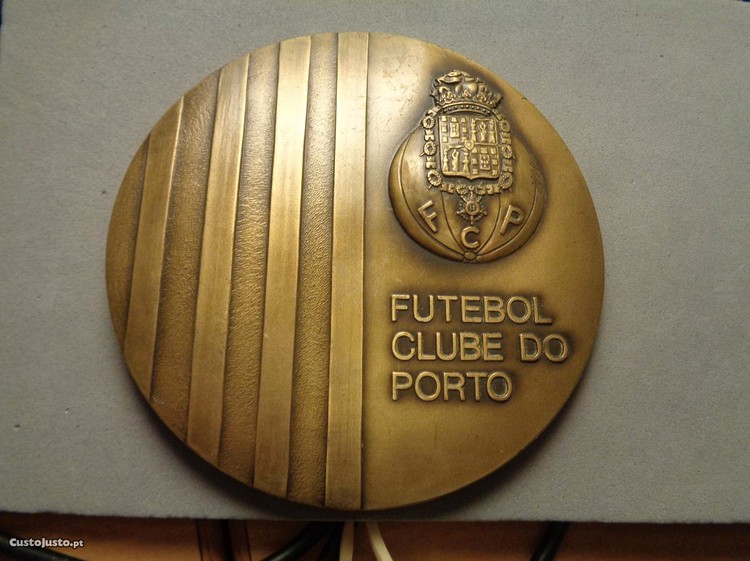 F C P
FUTEBOL
CLUBE DO
PORTO
CustoJusto.pt